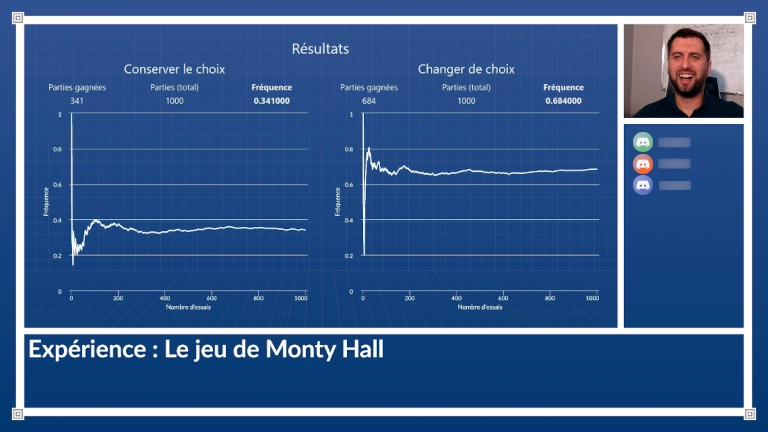 Résultats
Conserver le choix
Parties gagnées Parties (total) Fréquence
341 1000 0.341000
1
0.8
0.6
0.4
0.2
0
Fréquence
0 200 400 600 800 1000
Nombre d'essais
Changer de choix
Parties gagnées Parties (total) Fréquence
684 1000 0.684000
1
0.8
0.6
0.4
0.2
0
Fréquence
0 200 400 600 800 1000
Nombre d'essais
Expérience : Le jeu de Monty Hall